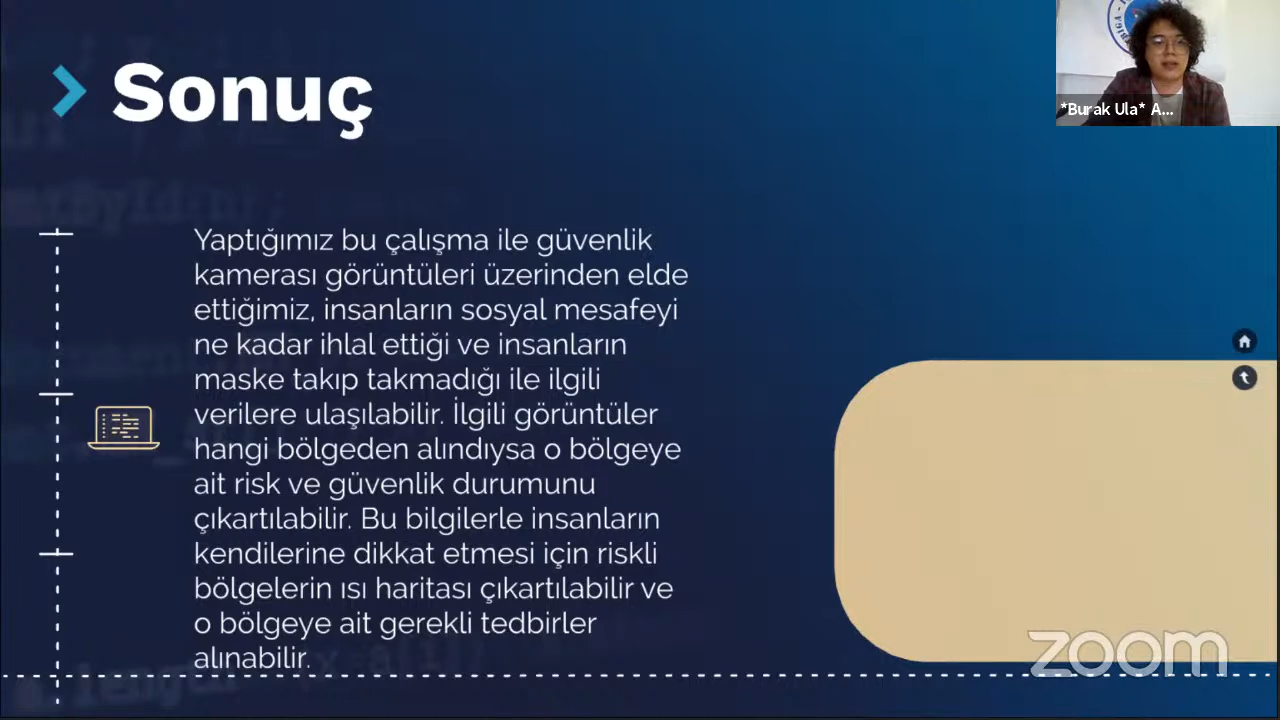 Sonuç
*Burak Ula* A...
Yaptığımız bu çalışma ile güvenlik
kamerası görüntüleri üzerinden elde
ettiğimiz, insanların sosyal mesafeyi
ne kadar ihlal ettiği ve insanların
maske takıp takmadığı ile ilgili
verilere ulaşılabilir. İlgili görüntüler
hangi bölgeden alındıysa o bölgeye
ait risk ve güvenlik durumunu
çıkartılabilir. Bu bilgilerle insanların
kendilerine dikkat etmesi için riskli
bölgelerin ısı haritası çıkartılabilir ve
o bölgeye ait gerekli tedbirler
alınabilir.
zoom